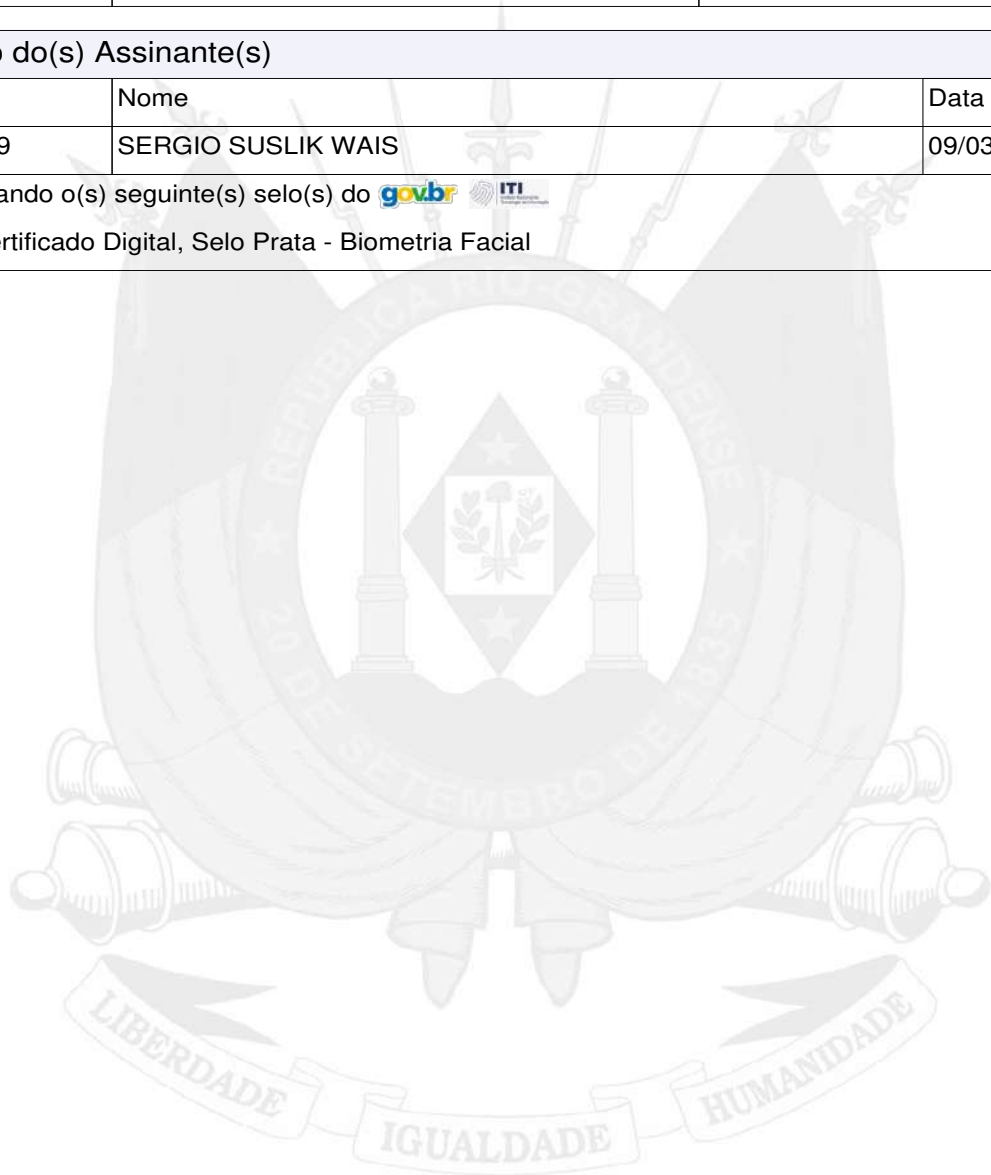 o do(s) Assinante(s)
Nome Data
9 SERGIO SUSLIK WAIS 09/03
ando o(s) seguinte(s) selo(s) do gov.br ITI
ertificado Digital, Selo Prata - Biometria Facial
REPÚBLICA RIO-GRANDENSE
20 DE SETEMBRO DE 1835
LIBERDADE IGUALDADE HUMANIDADE